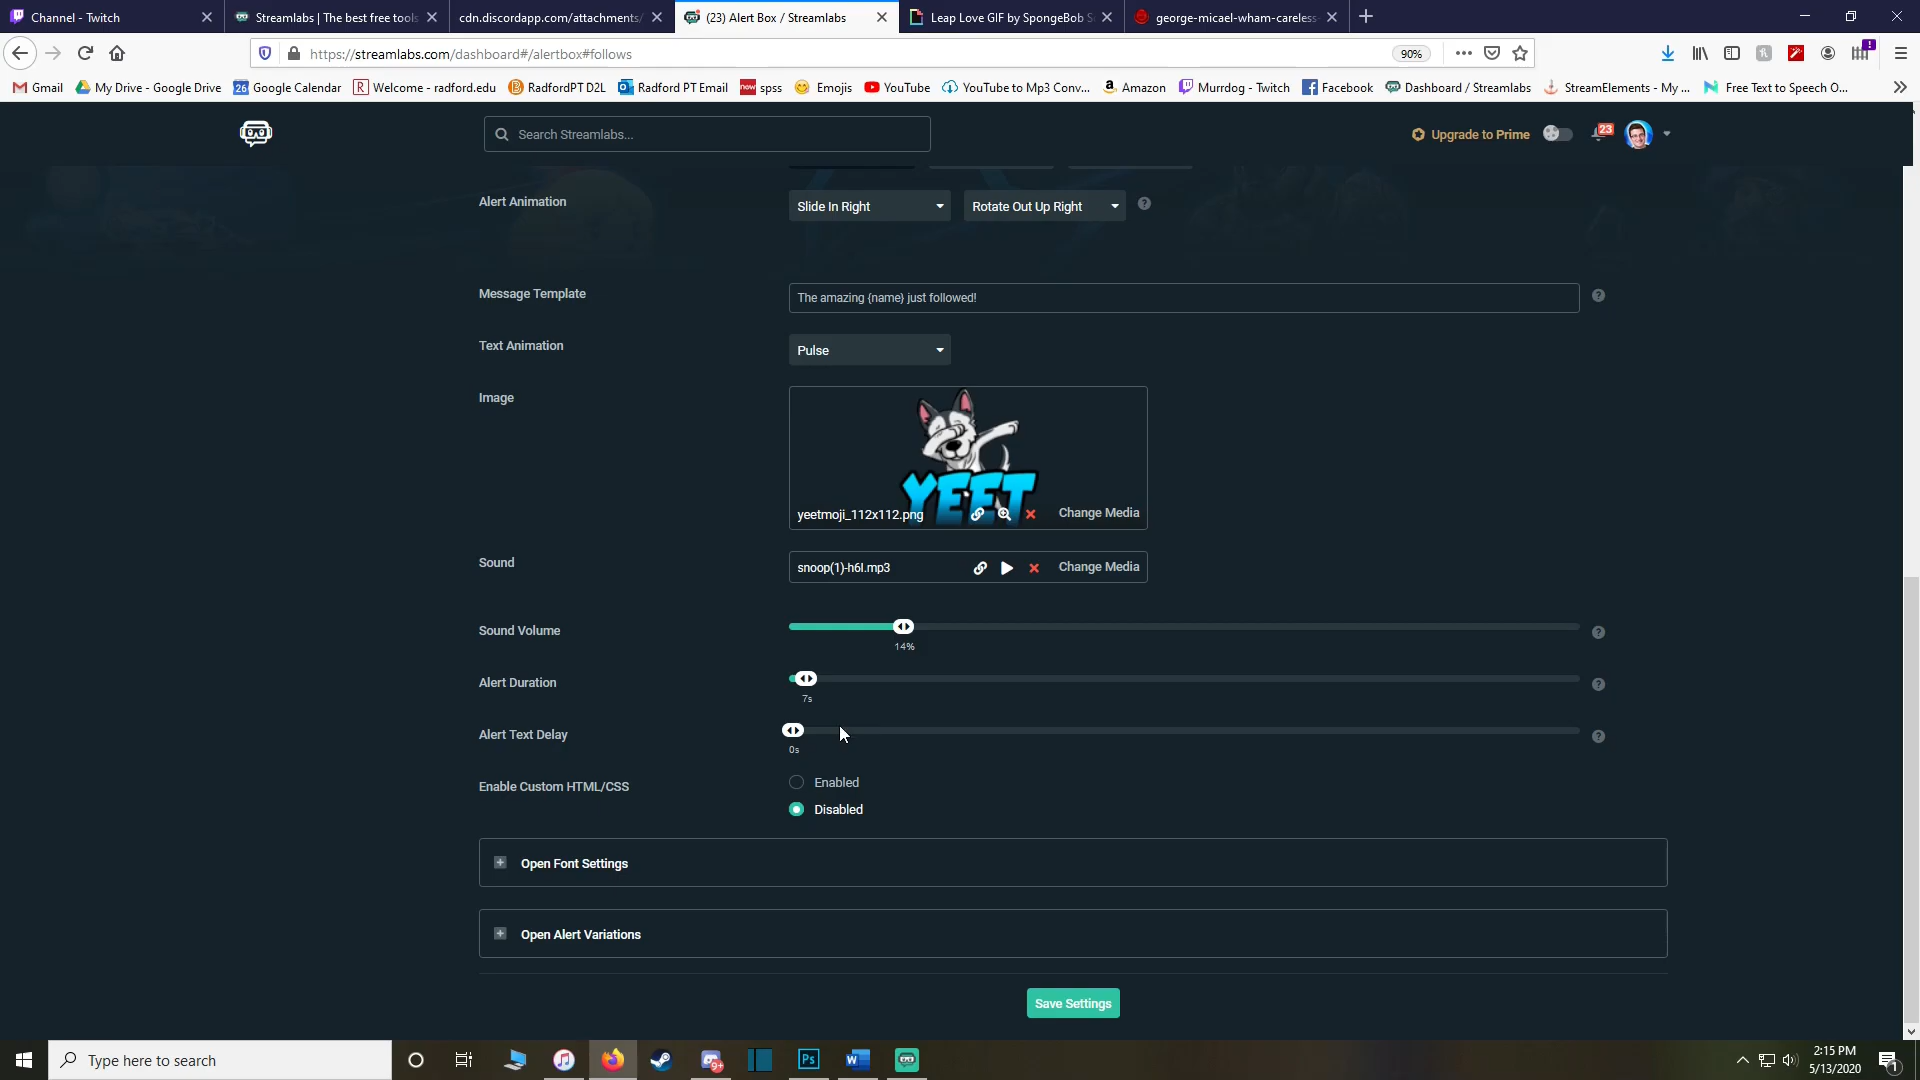 Channel - Twitch
Streamlabs | The best free tools
cdn.discordapp.com/attachments/
(23) Alert Box / Streamlabs
Leap Love GIF by SpongeBob S
george-micael-wham-careless-
https://streamlabs.com/dashboard#/alertbox#follows
90%
Gmail
My Drive - Google Drive
26 Google Calendar
R Welcome - radford.edu
RadfordPT D2L
Radford PT Email
now spss
Emojis
YouTube
YouTube to Mp3 Conv...
Amazon
Murrdog - Twitch
Facebook
Dashboard / Streamlabs
StreamElements - My ...
Free Text to Speech O...
Search Streamlabs...
Upgrade to Prime
23
Alert Animation
Slide In Right
Rotate Out Up Right
Message Template
The amazing {name} just followed!
Text Animation
Pulse
Image
YEET
yeetmoji_112x112.png
Change Media
Sound
snoop(1)-h6I.mp3
Change Media
Sound Volume
14%
Alert Duration
7s
Alert Text Delay
0s
Enable Custom HTML/CSS
Enabled
Disabled
Open Font Settings
Open Alert Variations
Save Settings
Type here to search
9+
Ps
W
2:15 PM
5/13/2020
1